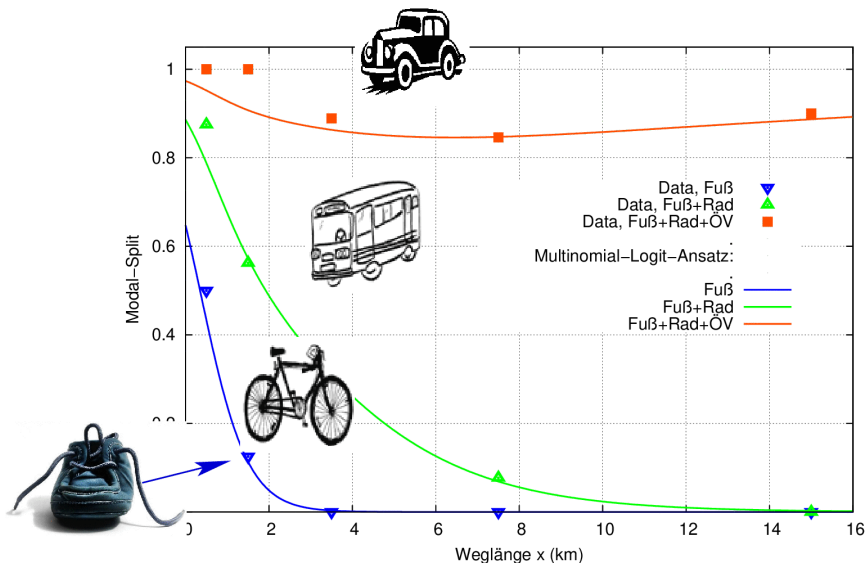 1
0.8
0.6
0.4
0.2
Modal−Split
Data, Fuß
Data, Fuß+Rad
Data, Fuß+Rad+ÖV
.
Multinomial−Logit−Ansatz:
.
Fuß
Fuß+Rad
Fuß+Rad+ÖV
0 2 4 6 8 10 12 14 16
Weglänge x (km)